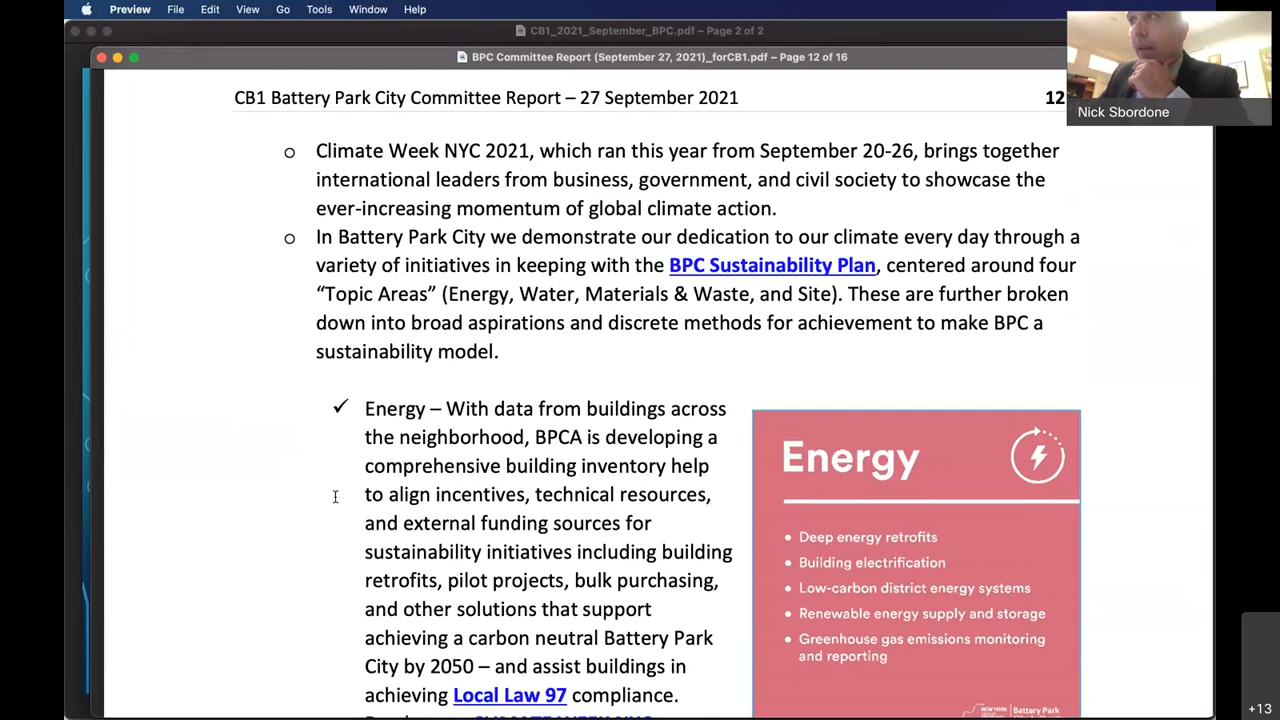 Preview File Edit View Go Tools Window Help
CB1_2021_September_BPC.pdf – Page 2 of 2
BPC Committee Report (September 27, 2021)_forCB1.pdf – Page 12 of 16
Nick Sbordone
CB1 Battery Park City Committee Report – 27 September 2021 12
o Climate Week NYC 2021, which ran this year from September 20-26, brings together
international leaders from business, government, and civil society to showcase the
ever-increasing momentum of global climate action.
o In Battery Park City we demonstrate our dedication to our climate every day through a
variety of initiatives in keeping with the BPC Sustainability Plan, centered around four
“Topic Areas” (Energy, Water, Materials & Waste, and Site). These are further broken
down into broad aspirations and discrete methods for achievement to make BPC a
sustainability model.
✓ Energy – With data from buildings across
the neighborhood, BPCA is developing a
comprehensive building inventory help
to align incentives, technical resources,
and external funding sources for
sustainability initiatives including building
retrofits, pilot projects, bulk purchasing,
and other solutions that support
achieving a carbon neutral Battery Park
City by 2050 – and assist buildings in
achieving Local Law 97 compliance.
CLIMATE WEEK NYC
Energy
• Deep energy retrofits
• Building electrification
• Low-carbon district energy systems
• Renewable energy supply and storage
• Greenhouse gas emissions monitoring
and reporting
NEW YORK
Battery Park
+13